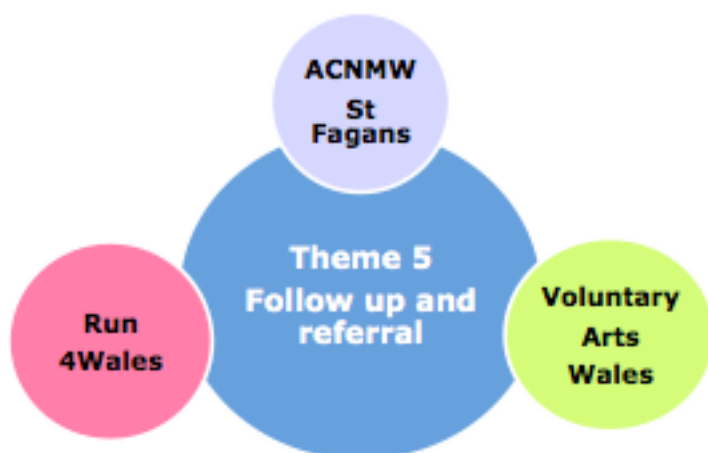 ACNMW
St
Fagans
Theme 5
Follow up and
referral
Run
4Wales
Voluntary
Arts
Wales